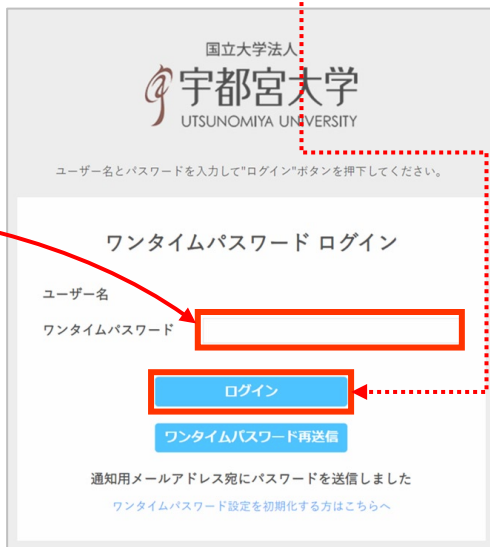 国立大学法人
宇都宮大学
UTSUNOMIYA UNIVERSITY
ユーザー名とパスワードを入力して"ログイン"ボタンを押下してください。
ワンタイムパスワード ログイン
ユーザー名
ワンタイムパスワード
ログイン
ワンタイムパスワード再送信
通知用メールアドレス宛にパスワードを送信しました
ワンタイムパスワード設定を初期化する方はこちらへ